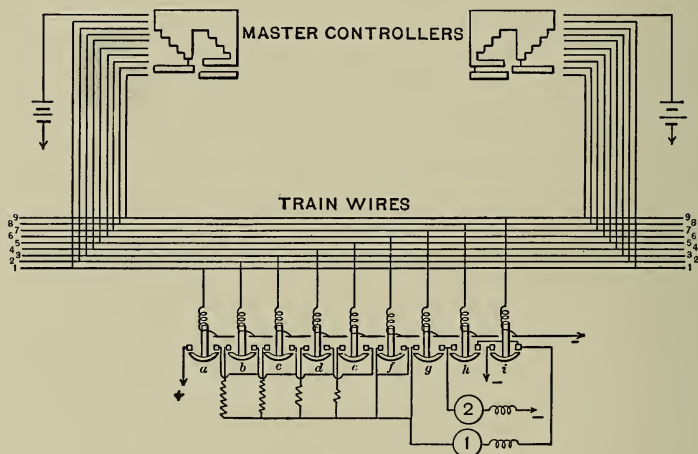 MASTER CONTROLLERS
TRAIN WIRES
9 9
8 8
7 7
6 6
5 5
4 4
3 3
2 2
1 1
a b c d e f g h i
+ - - -
2
1